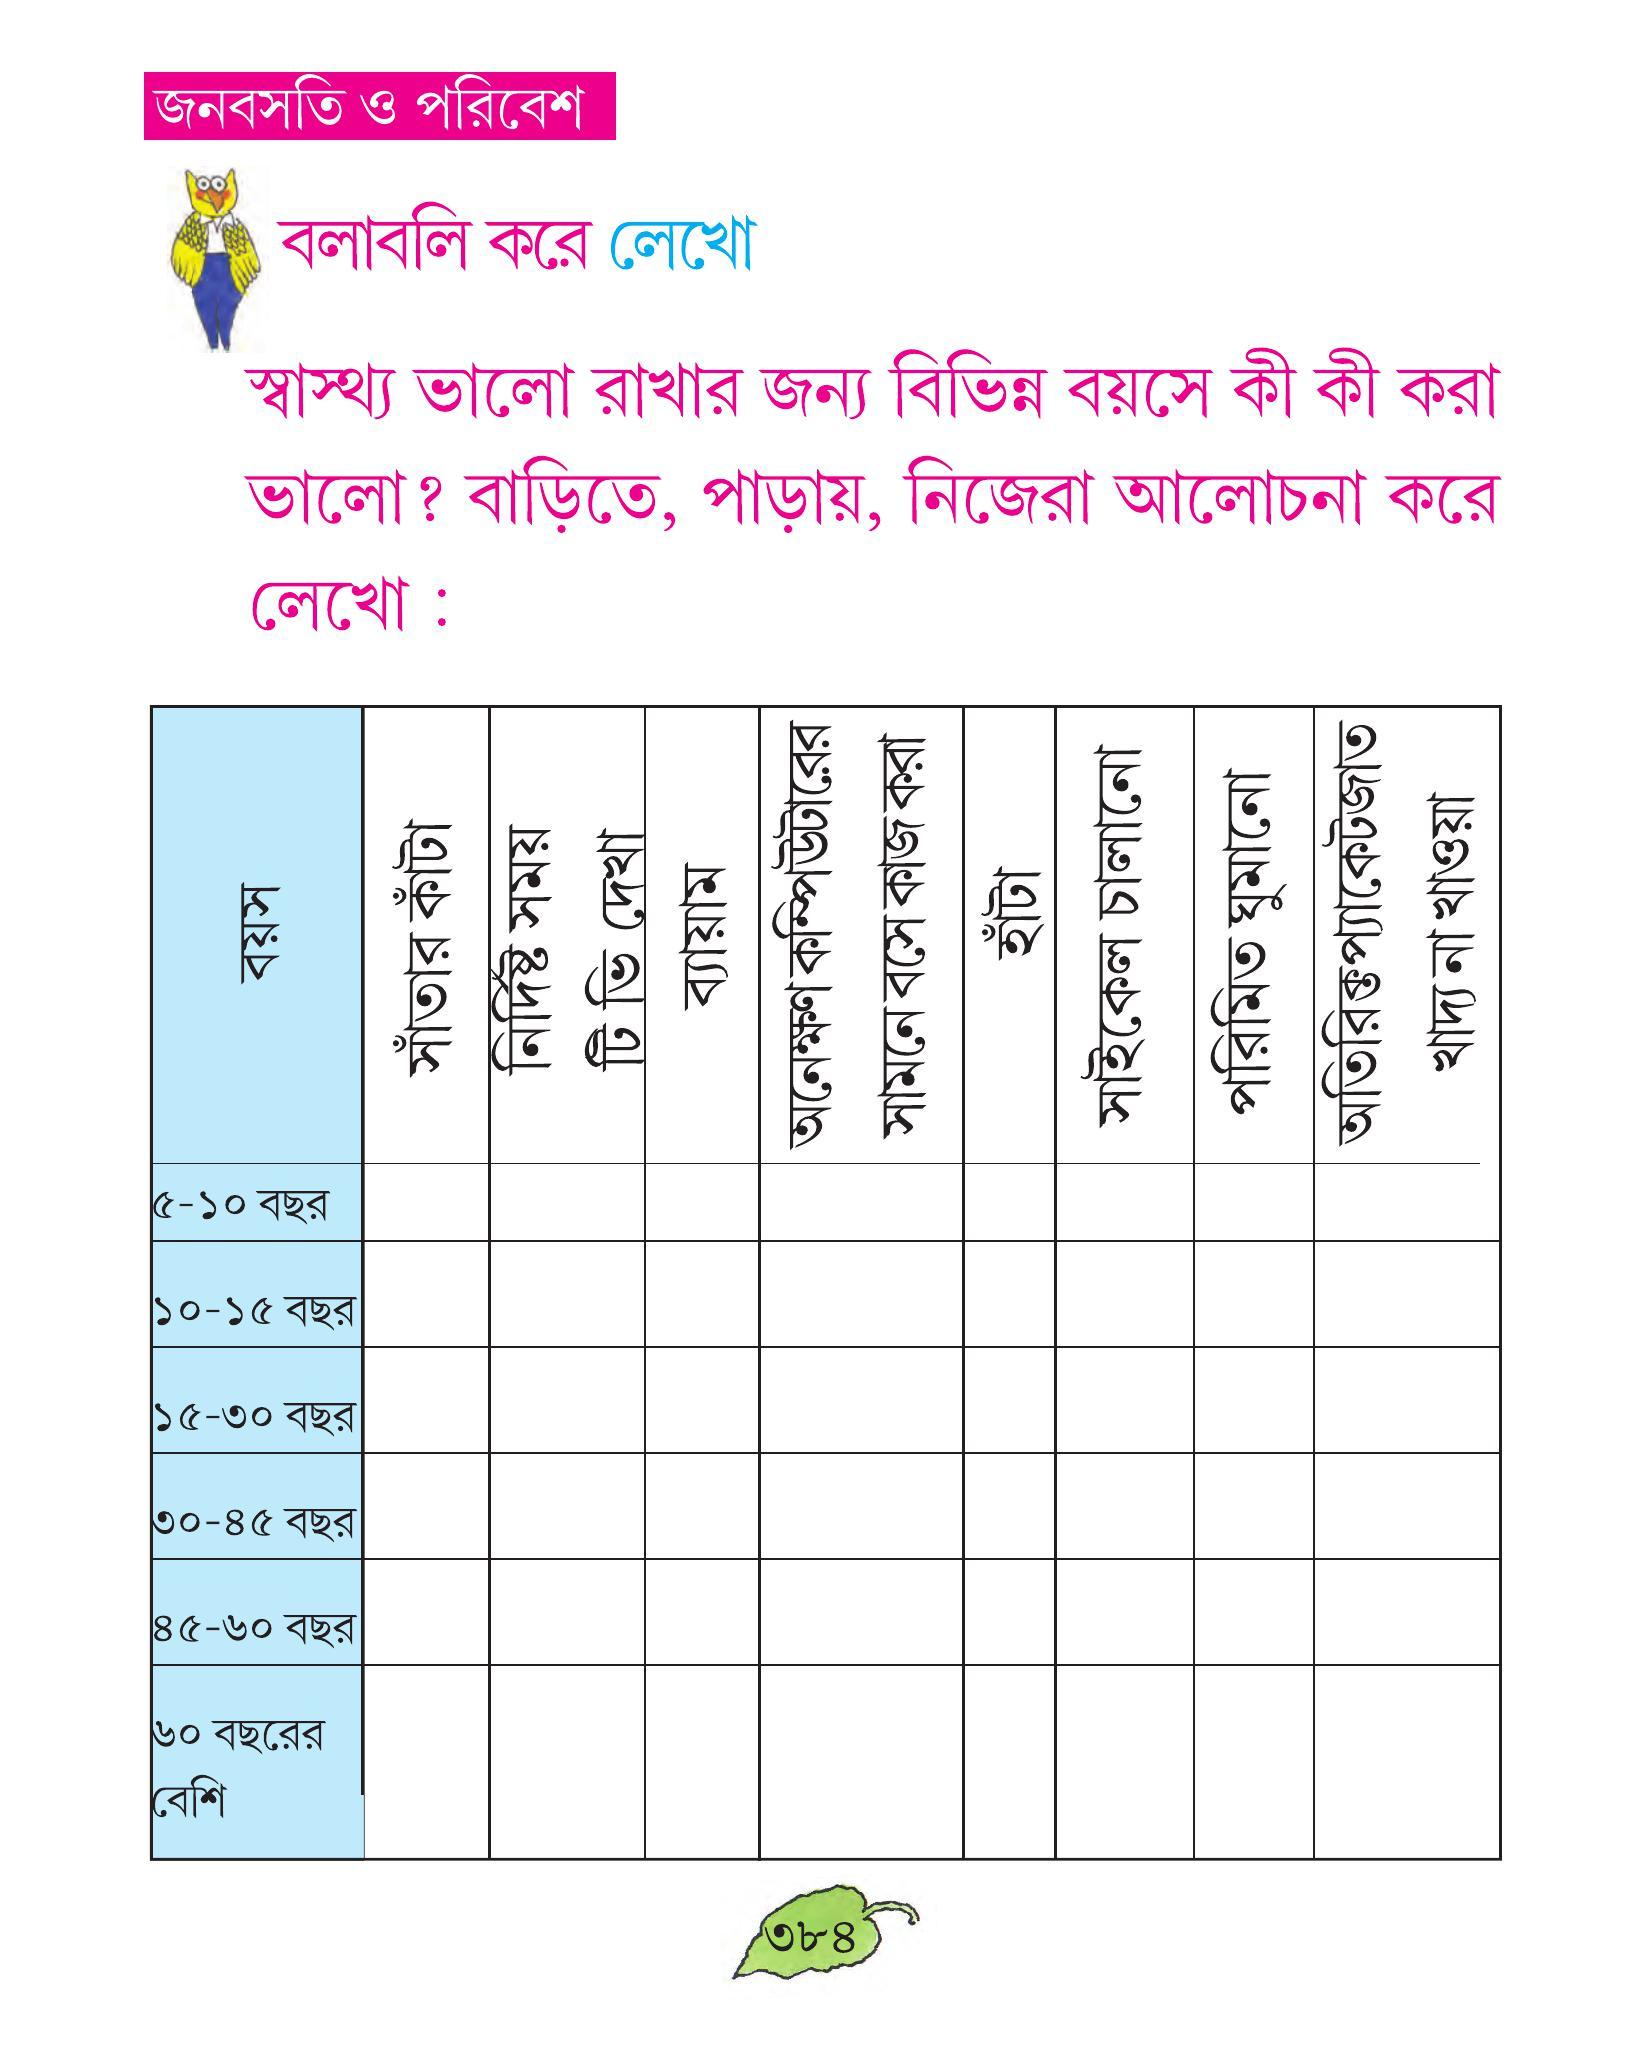 জনবসতি ও পরিবেশ
বলাবলি করে লেখো
স্বাস্থ্য ভালো রাখার জন্য বিভিন্ন বয়সে কী কী করা
ভালো? বাড়িতে, পাড়ায়, নিজেরা আলোচনা করে
লেখো :
বয়স
সাঁতার কাঁটা
নির্দিষ্ট সময়
টি ভি দেখা
ব্যায়াম
অনেক্ষণ কম্পিউটারের
সামনে বসে কাজ করা
হাঁটা
সাইকেল চালানো
পরিমিত ঘুমানো
অতিরিক্ত প্যাকেটজাত
খাদ্য না খাওয়া
৫-১০ বছর
১০-১৫ বছর
১৫-৩০ বছর
৩০-৪৫ বছর
৪৫-৬০ বছর
৬০ বছরের
বেশি
৩৮৪